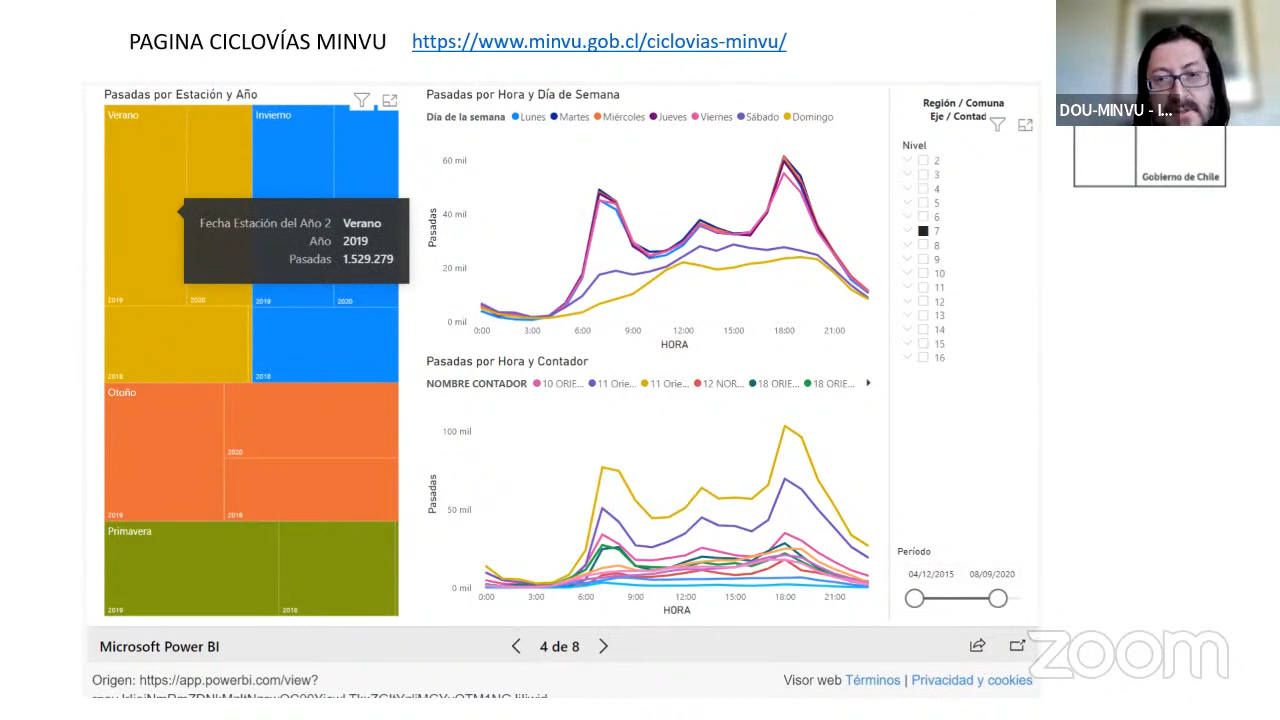 PAGINA CICLOVÍAS MINVU https://www.minvu.gob.cl/ciclovias-minvu/
DOU-MINVU - I...
Gobierno de Chile
Pasadas por Estación y Año
Verano
Invierno
Fecha Estación del Año 2 Verano
Año 2019
Pasadas 1.529.279
2019
2020
2019
2020
2018
2018
Otoño
2020
2019
2018
Primavera
2019
2018
Pasadas por Hora y Día de Semana
Día de la semana Lunes Martes Miércoles Jueves Viernes Sábado Domingo
60 mil
40 mil
20 mil
0 mil
Pasadas
0:00 3:00 6:00 9:00 12:00 15:00 18:00 21:00
HORA
Pasadas por Hora y Contador
NOMBRE CONTADOR 10 ORIE... 11 Orie... 11 Orie... 12 NOR... 18 ORIE... 18 ORIE...
100 mil
50 mil
0 mil
Pasadas
0:00 3:00 6:00 9:00 12:00 15:00 18:00 21:00
HORA
Región / Comuna
Eje / Contad
Nivel
2
3
4
5
6
7
8
9
10
11
12
13
14
15
16
Período
04/12/2015 08/09/2020
Microsoft Power BI
4 de 8
Origen: https://app.powerbi.com/view?
Visor web Términos | Privacidad y cookies
zoom